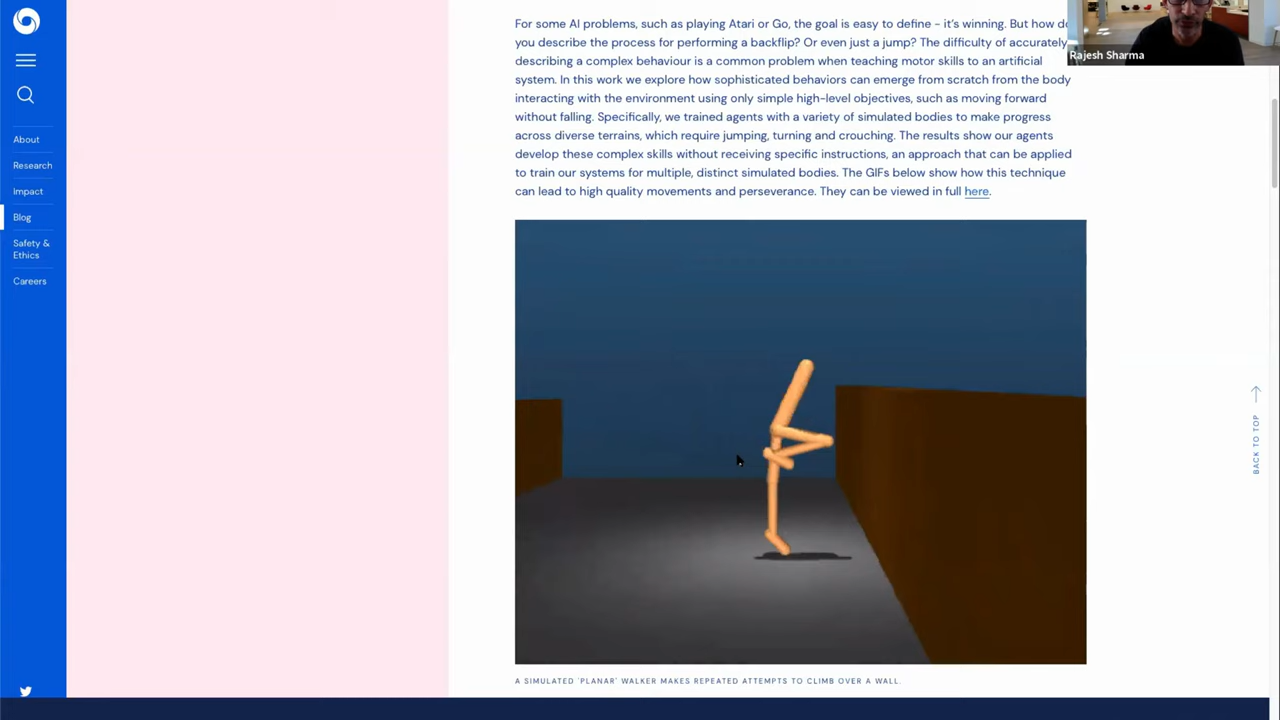 About
Research
Impact
Blog
Safety &
Ethics
Careers
For some AI problems, such as playing Atari or Go, the goal is easy to define – it's winning. But how do
you describe the process for performing a backflip? Or even just a jump? The difficulty of accurately
describing a complex behaviour is a common problem when teaching motor skills to an artificial
system. In this work we explore how sophisticated behaviors can emerge from scratch from the body
interacting with the environment using only simple high-level objectives, such as moving forward
without falling. Specifically, we trained agents with a variety of simulated bodies to make progress
across diverse terrains, which require jumping, turning and crouching. The results show our agents
develop these complex skills without receiving specific instructions, an approach that can be applied
to train our systems for multiple, distinct simulated bodies. The GIFs below show how this technique
can lead to high quality movements and perseverance. They can be viewed in full here.
A SIMULATED 'PLANAR' WALKER MAKES REPEATED ATTEMPTS TO CLIMB OVER A WALL.
Rajesh Sharma
BACK TO TOP